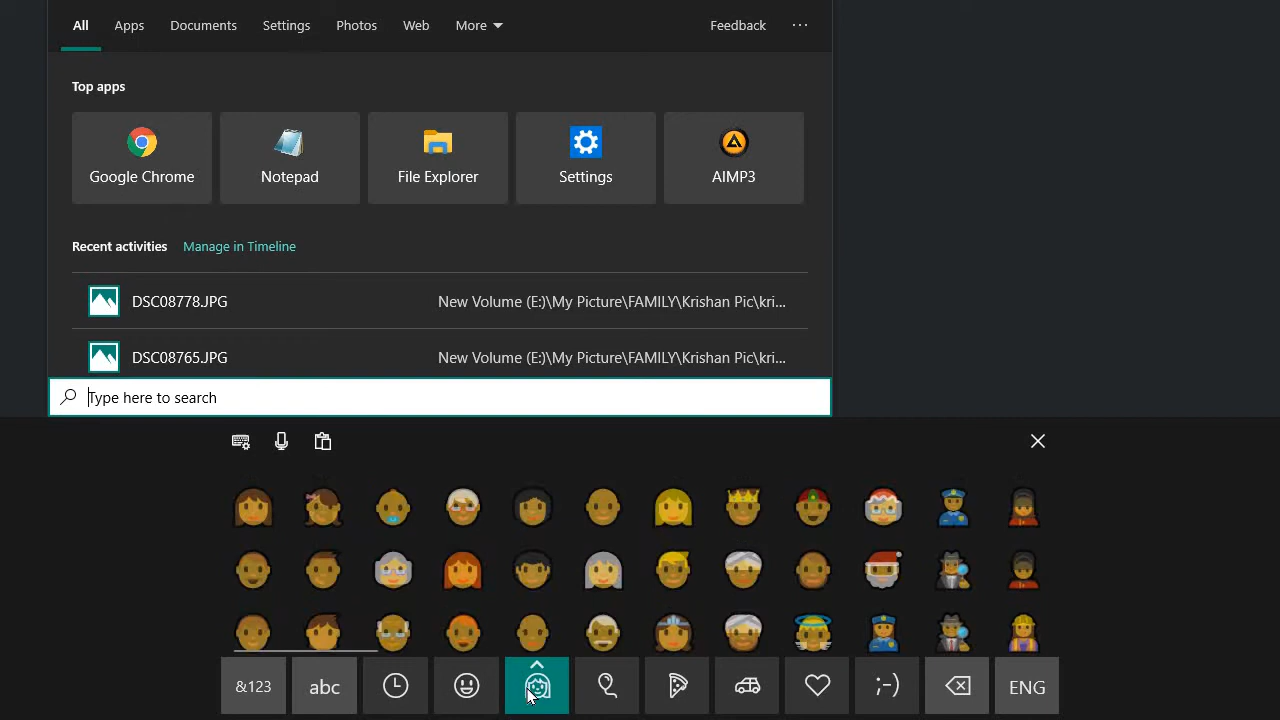 All Apps Documents Settings Photos Web More Feedback ...
Top apps
Google Chrome Notepad File Explorer Settings AIMP3
Recent activities Manage in Timeline
DSC08778.JPG New Volume (E:)\My Picture\FAMILY\Krishan Pic\kri...
DSC08765.JPG New Volume (E:)\My Picture\FAMILY\Krishan Pic\kri...
Type here to search
&123 abc ;-) ENG